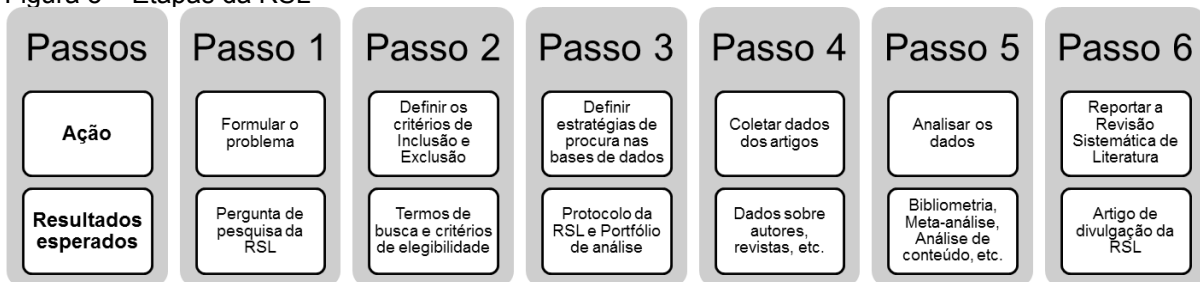 Figura 3 – Etapas da RSL
Passos
Passo 1
Passo 2
Passo 3
Passo 4
Passo 5
Passo 6
Ação
Formular o
problema
Definir os
critérios de
Inclusão e
Exclusão
Definir
estratégias de
procura nas
bases de dados
Coletar dados
dos artigos
Analisar os
dados
Reportar a
Revisão
Sistemática de
Literatura
Resultados
esperados
Pergunta de
pesquisa da
RSL
Termos de
busca e critérios
de elegibilidade
Protocolo da
RSL e Portfólio
de análise
Dados sobre
autores,
revistas, etc.
Bibliometria,
Meta-análise,
Análise de
conteúdo, etc.
Artigo de
divulgação da
RSL